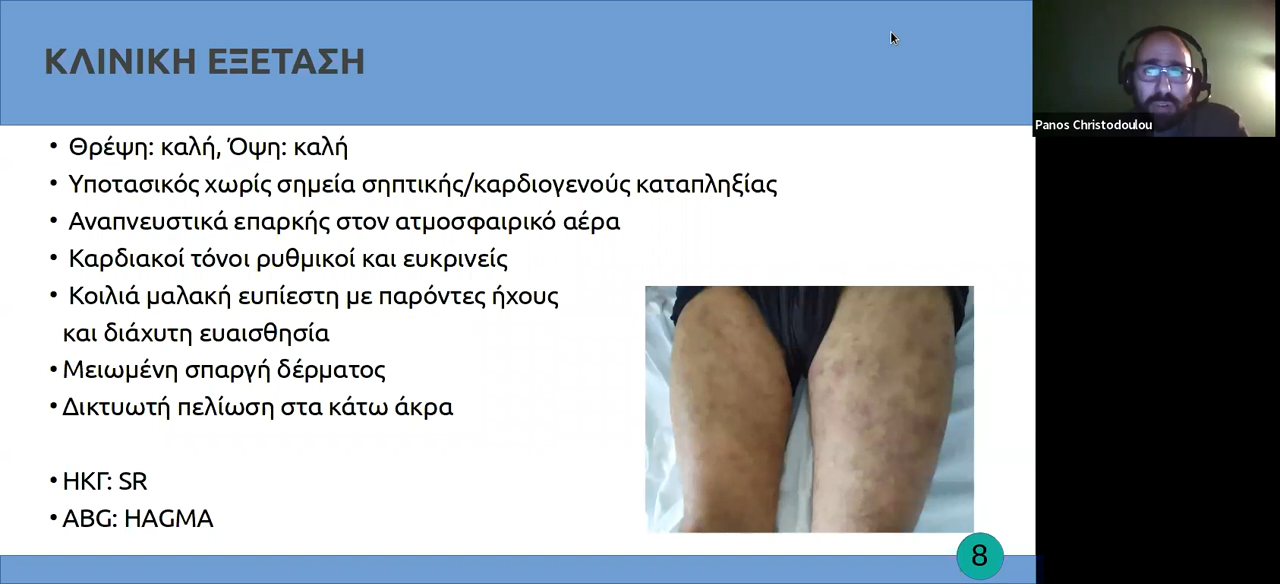 ΚΛΙΝΙΚΗ ΕΞΕΤΑΣΗ
Panos Christodoulou
• Θρέψη: καλή, Όψη: καλή
• Υποτασικός χωρίς σημεία σηπτικής/καρδιογενούς καταπληξίας
• Αναπνευστικά επαρκής στον ατμοσφαιρικό αέρα
• Καρδιακοί τόνοι ρυθμικοί και ευκρινείς
• Κοιλιά μαλακή ευπίεστη με παρόντες ήχους
και διάχυτη ευαισθησία
• Μειωμένη σπαργή δέρματος
• Δικτυωτή πελίωση στα κάτω άκρα
• ΗΚΓ: SR
• ABG: HAGMA
8